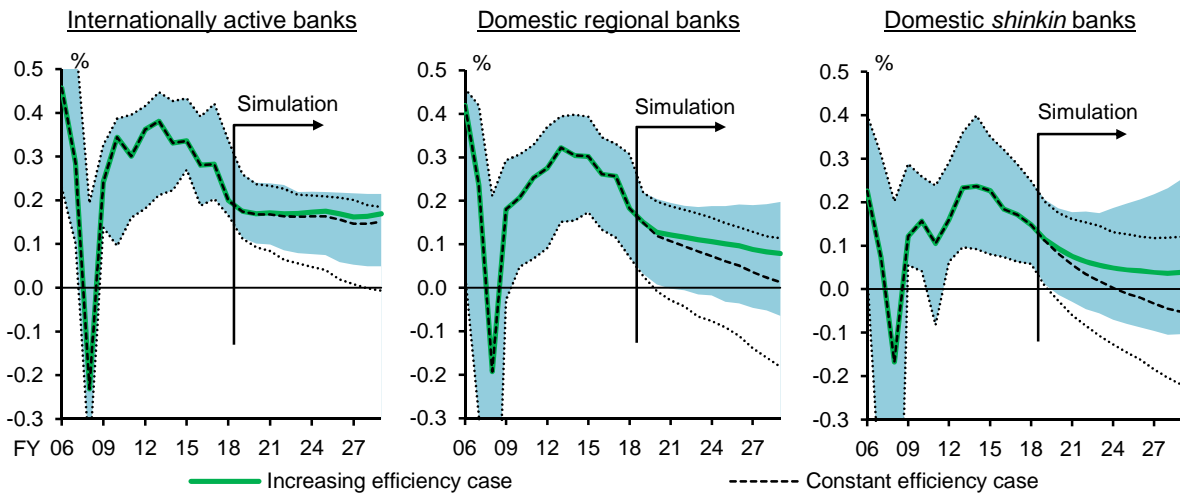 Internationally active banks
Domestic regional banks
Domestic shinkin banks
%
%
%
0.5
0.4
0.3
0.2
0.1
0.0
-0.1
-0.2
-0.3
Simulation
0.5
0.4
0.3
0.2
0.1
0.0
-0.1
-0.2
-0.3
Simulation
0.5
0.4
0.3
0.2
0.1
0.0
-0.1
-0.2
-0.3
Simulation
FY 06 09 12 15 18 21 24 27
06 09 12 15 18 21 24 27
06 09 12 15 18 21 24 27
Increasing efficiency case
Constant efficiency case